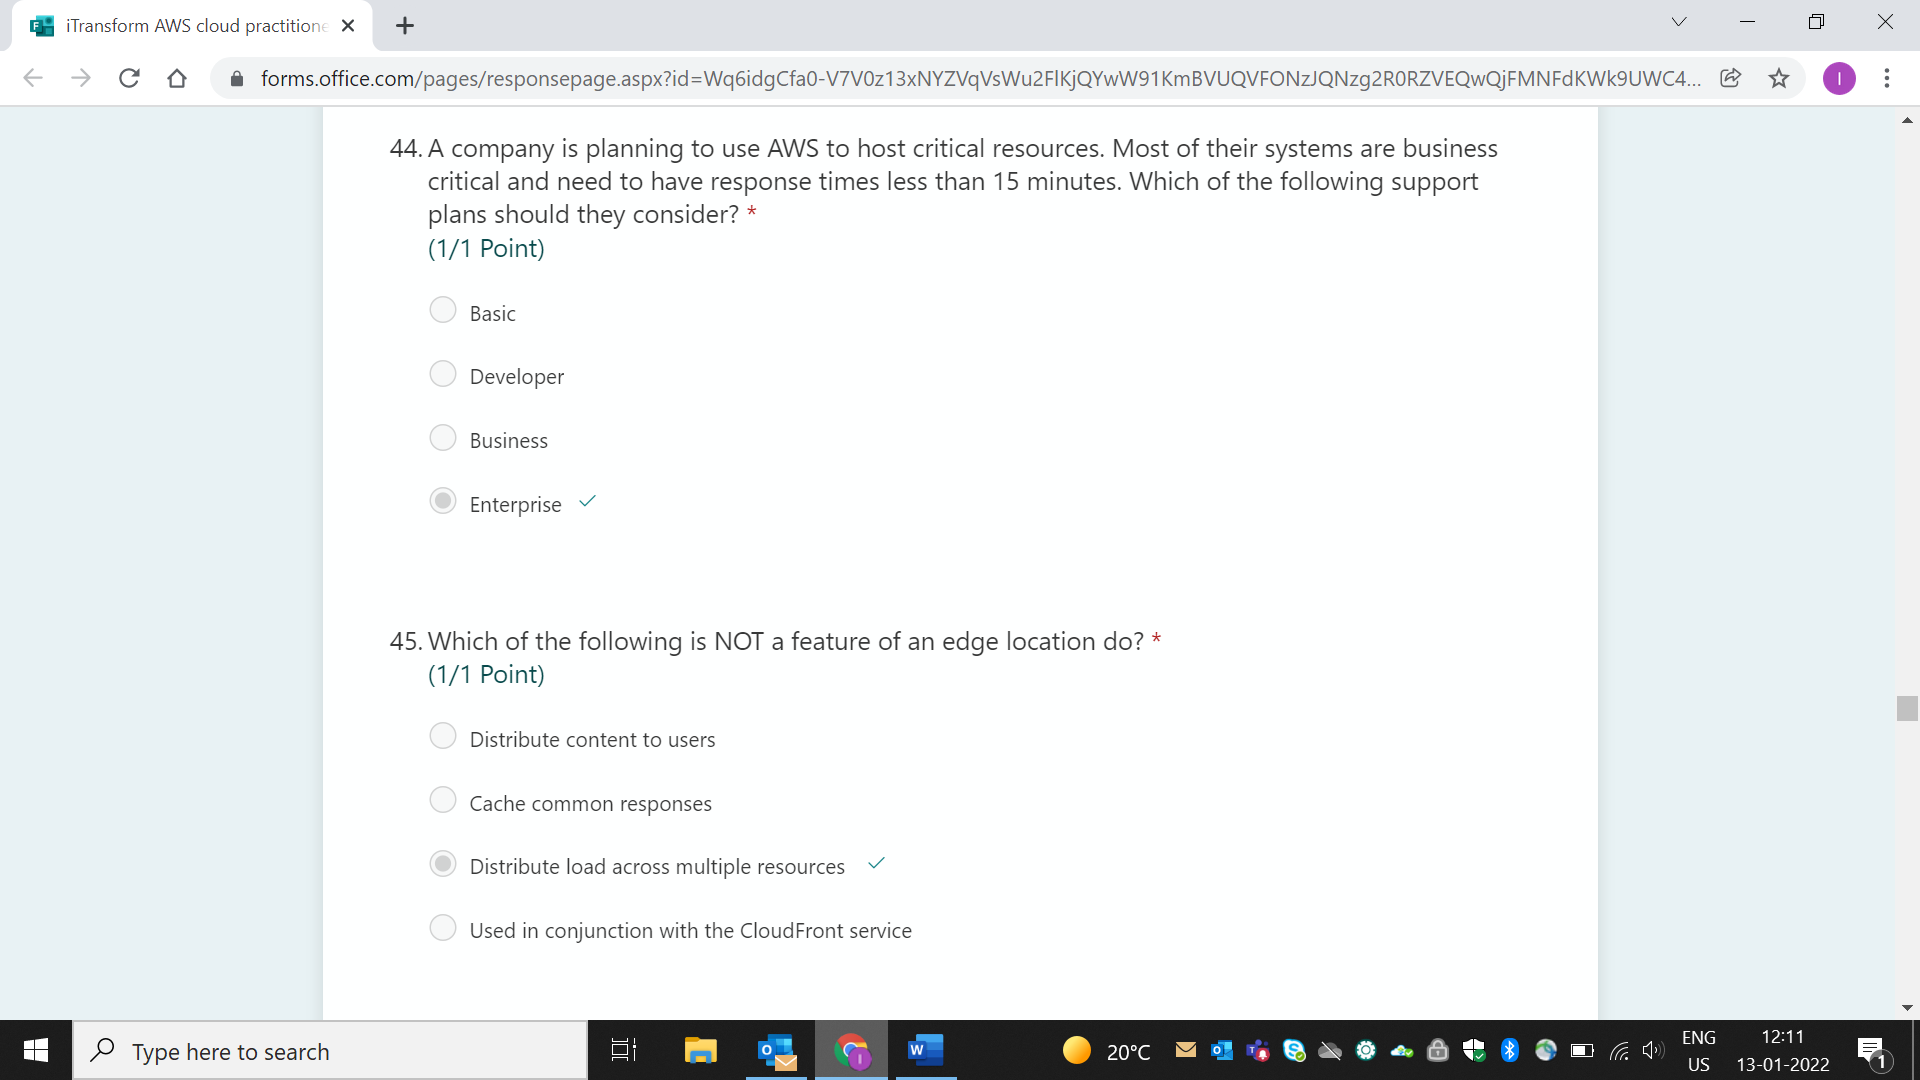 iTransform AWS cloud practitione
forms.office.com/pages/responsepage.aspx?id=Wq6idgCfa0-V7V0z13xNYZVqVsWu2FlKjQYwW91KmBVUQVFONzJQNzg2R0RZVEQwQjFMNFdKWk9UWC4...
I
44. A company is planning to use AWS to host critical resources. Most of their systems are business
critical and need to have response times less than 15 minutes. Which of the following support
plans should they consider? *
(1/1 Point)
Basic
Developer
Business
Enterprise
45. Which of the following is NOT a feature of an edge location do? *
(1/1 Point)
Distribute content to users
Cache common responses
Distribute load across multiple resources
Used in conjunction with the CloudFront service
Type here to search
20°C
ENG
US
12:11
13-01-2022
1